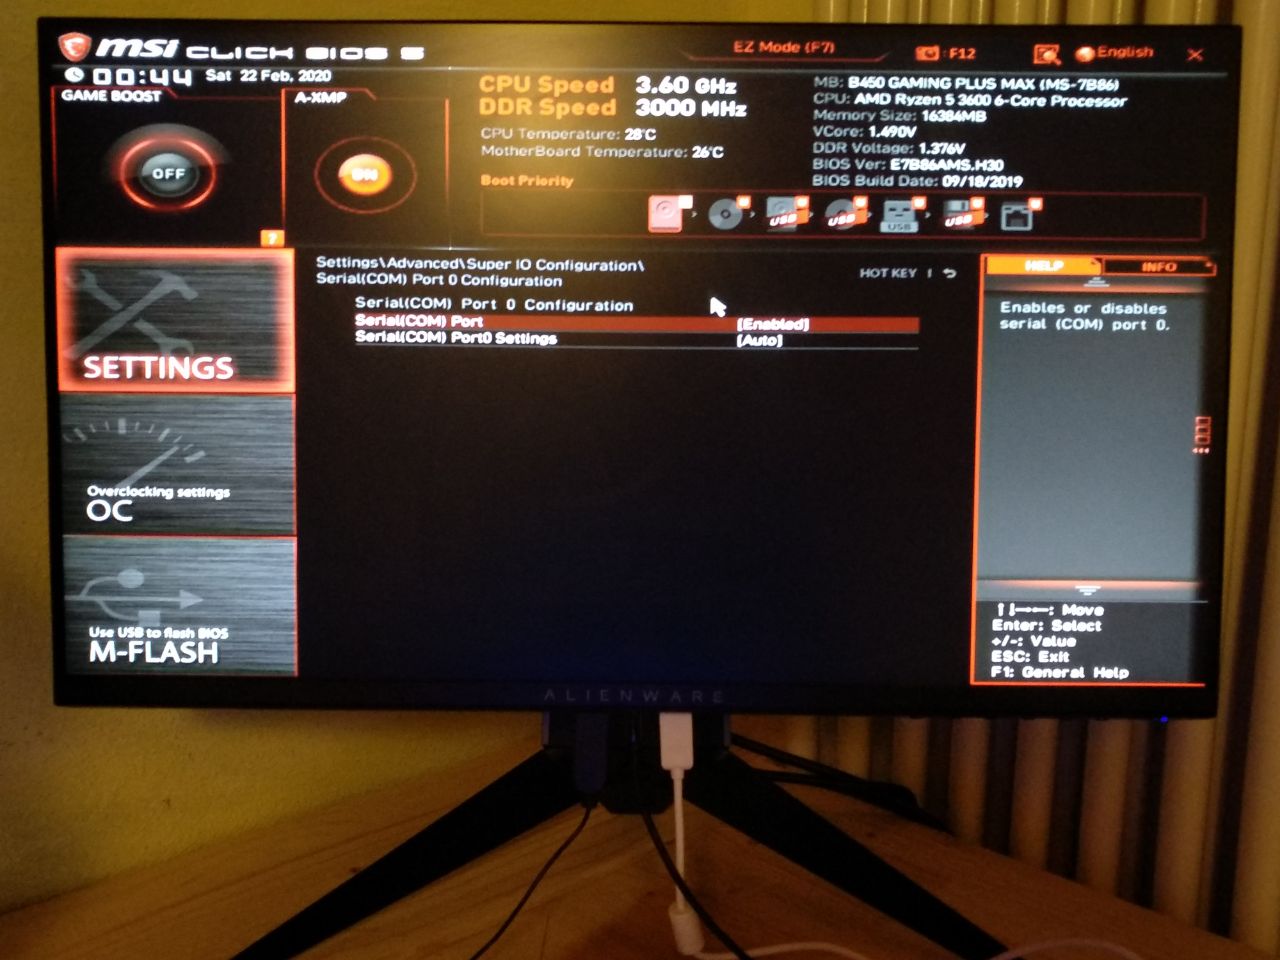 msi CLICK BIOS 5
EZ Mode (F7)
: F12
English
X
00:44 Sat 22 Feb, 2020
GAME BOOST
OFF
A-XMP
ON
CPU Speed 3.60 GHz
DDR Speed 3000 MHz
CPU Temperature: 28°C
MotherBoard Temperature: 26°C
MB: B450 GAMING PLUS MAX (MS-7B86)
CPU: AMD Ryzen 5 3600 6-Core Processor
Memory Size: 16384MB
VCore: 1.490V
DDR Voltage: 1.376V
BIOS Ver: E7B86AMS.H30
BIOS Build Date: 09/18/2019
Boot Priority
USB
USB
USB
USB
?
SETTINGS
Overclocking settings
OC
Use USB to flash BIOS
M-FLASH
Settings\Advanced\Super IO Configuration\
Serial(COM) Port 0 Configuration
HOT KEY
Serial(COM) Port 0 Configuration
Serial(COM) Port [Enabled]
Serial(COM) Port0 Settings [Auto]
HELP
INFO
Enables or disables
serial (COM) port 0.
↑↓→←: Move
Enter: Select
+/-: Value
ESC: Exit
F1: General Help
ALIENWARE